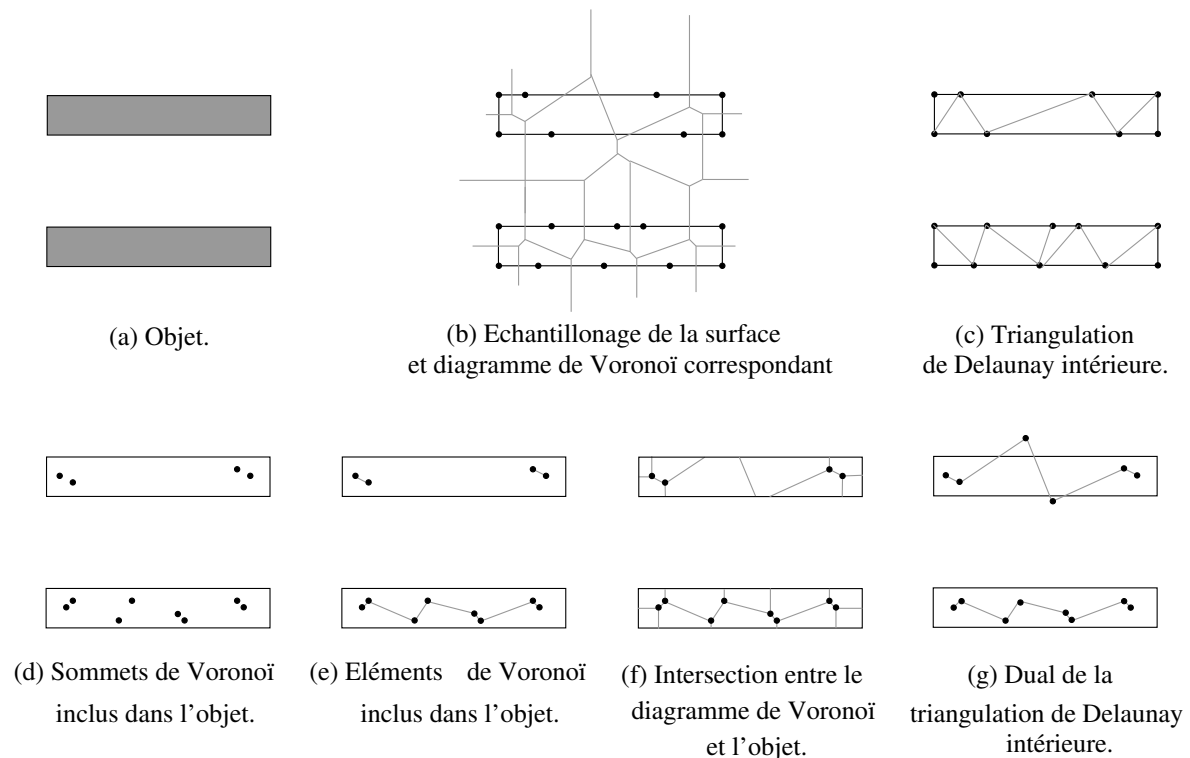 (a) Objet.
(b) Echantillonage de la surface
et diagramme de Voronoï correspondant
(c) Triangulation
de Delaunay intérieure.
(d) Sommets de Voronoï
inclus dans l'objet.
(e) Eléments de Voronoï
inclus dans l'objet.
(f) Intersection entre le
diagramme de Voronoï
et l'objet.
(g) Dual de la
triangulation de Delaunay
intérieure.